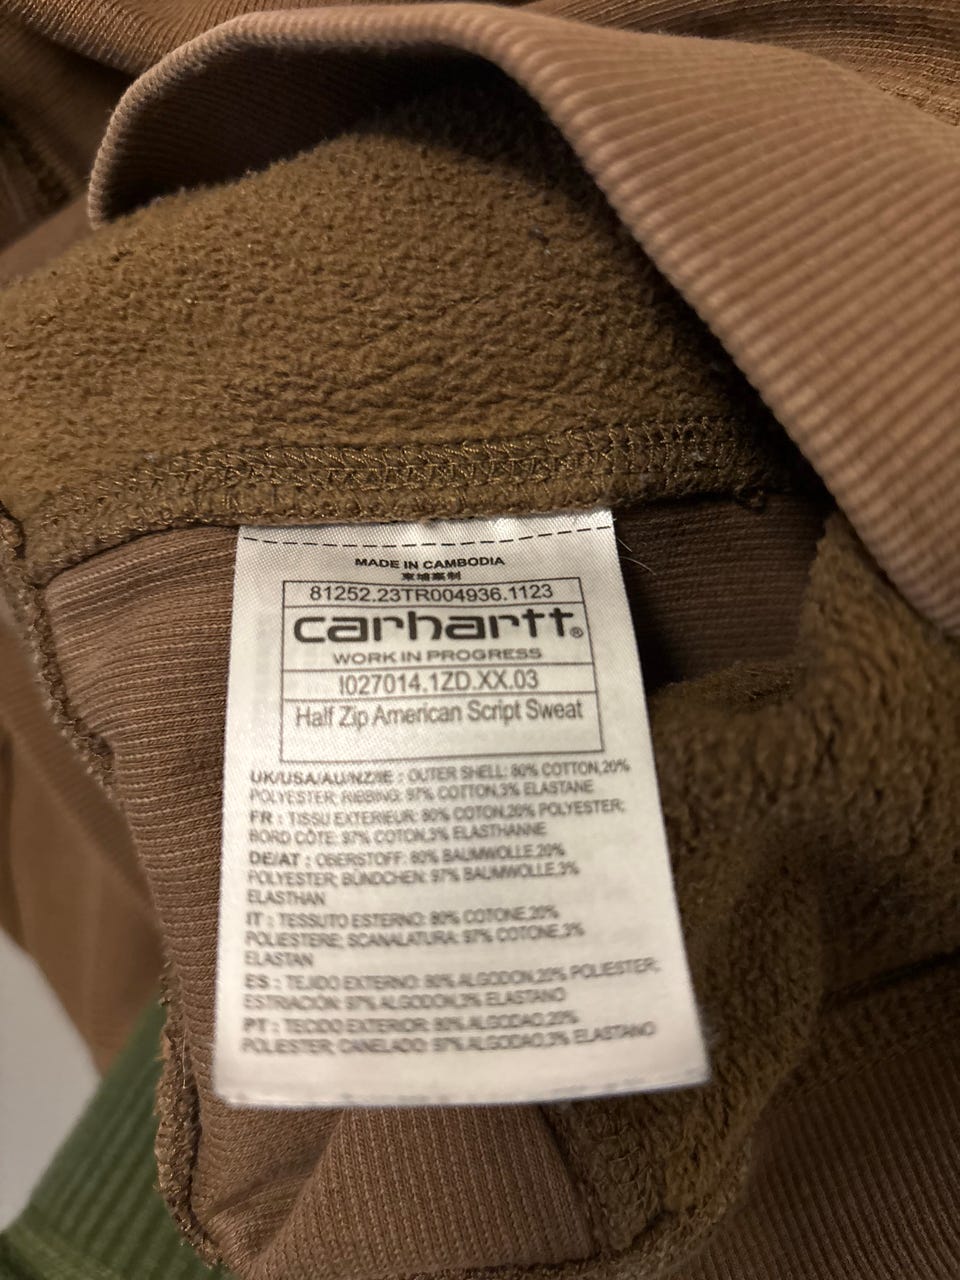 MADE IN CAMBODIA
柬埔寨制
81252.23TR004936.1123
carhartt®
WORK IN PROGRESS
I027014.1ZD.XX.03
Half Zip American Script Sweat
UK/USA/AU/NZ/IE : OUTER SHELL: 80% COTTON,20%
POLYESTER; RIBBING: 97% COTTON,3% ELASTANE
FR : TISSU EXTERIEUR: 80% COTON,20% POLYESTER;
BORD CÔTE: 97% COTON,3% ELASTHANNE
DE/AT : OBERSTOFF: 80% BAUMWOLLE,20%
POLYESTER; BÜNDCHEN: 97% BAUMWOLLE,3%
ELASTHAN
IT : TESSUTO ESTERNO: 80% COTONE,20%
POLIESTERE; SCANALATURA: 97% COTONE,3%
ELASTAN
ES : TEJIDO EXTERNO: 80% ALGODON,20% POLIESTER;
ESTRIACIÓN: 97% ALGODON,3% ELASTANO
PT : TECIDO EXTERIOR: 80% ALGODAO,20%
POLIESTER; CANELADO: 97% ALGODAO,3% ELASTANO